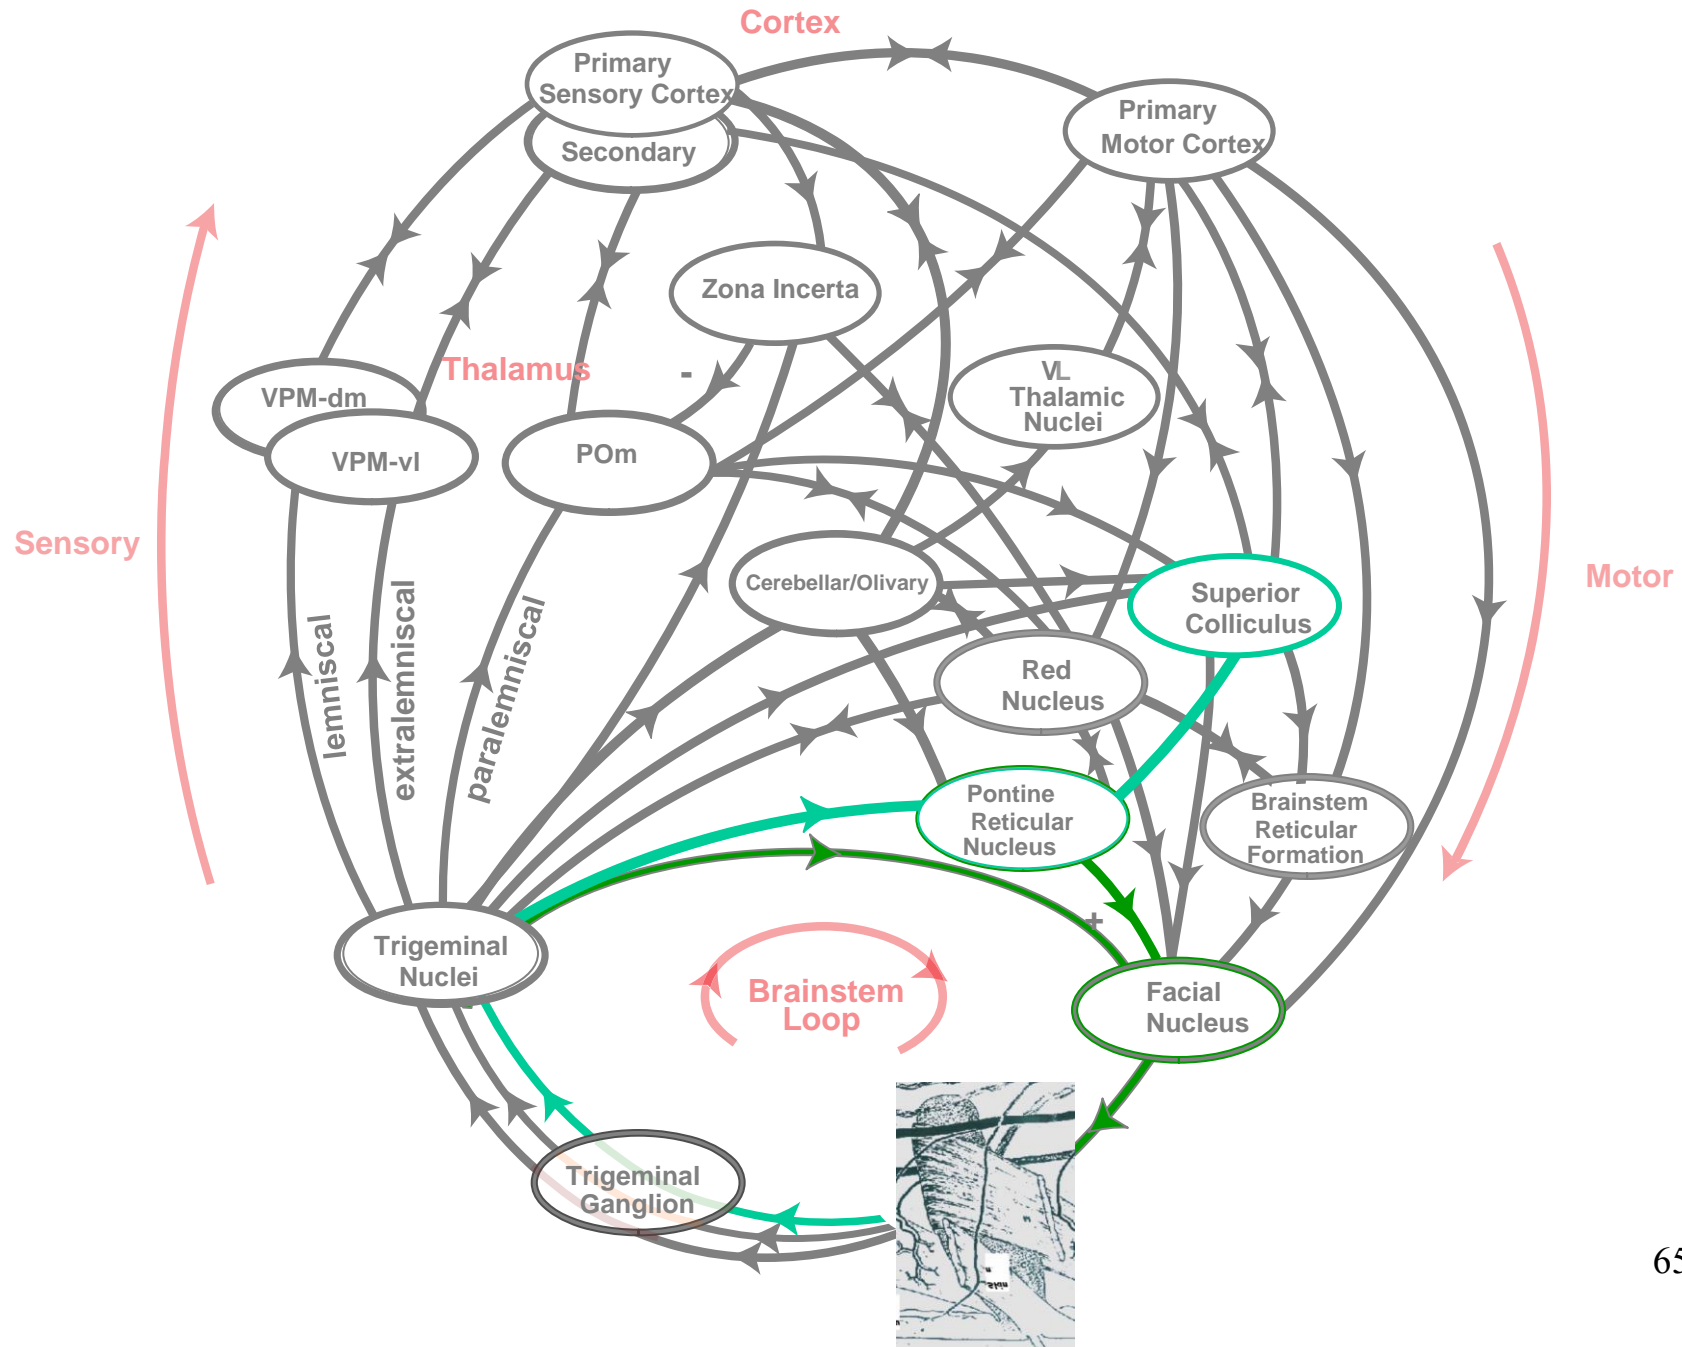 Cortex
Primary
Sensory Cortex
Secondary
Primary
Motor Cortex
Zona Incerta
Thalamus
-
VPM-dm
VPM-vl
POm
VL
Thalamic
Nuclei
Sensory
Motor
lemniscal
extralemniscal
paralemniscal
Cerebellar/Olivary
Superior
Colliculus
Red
Nucleus
Pontine
Reticular
Nucleus
Brainstem
Reticular
Formation
+
Trigeminal
Nuclei
Brainstem
Loop
Facial
Nucleus
Trigeminal
Ganglion
65